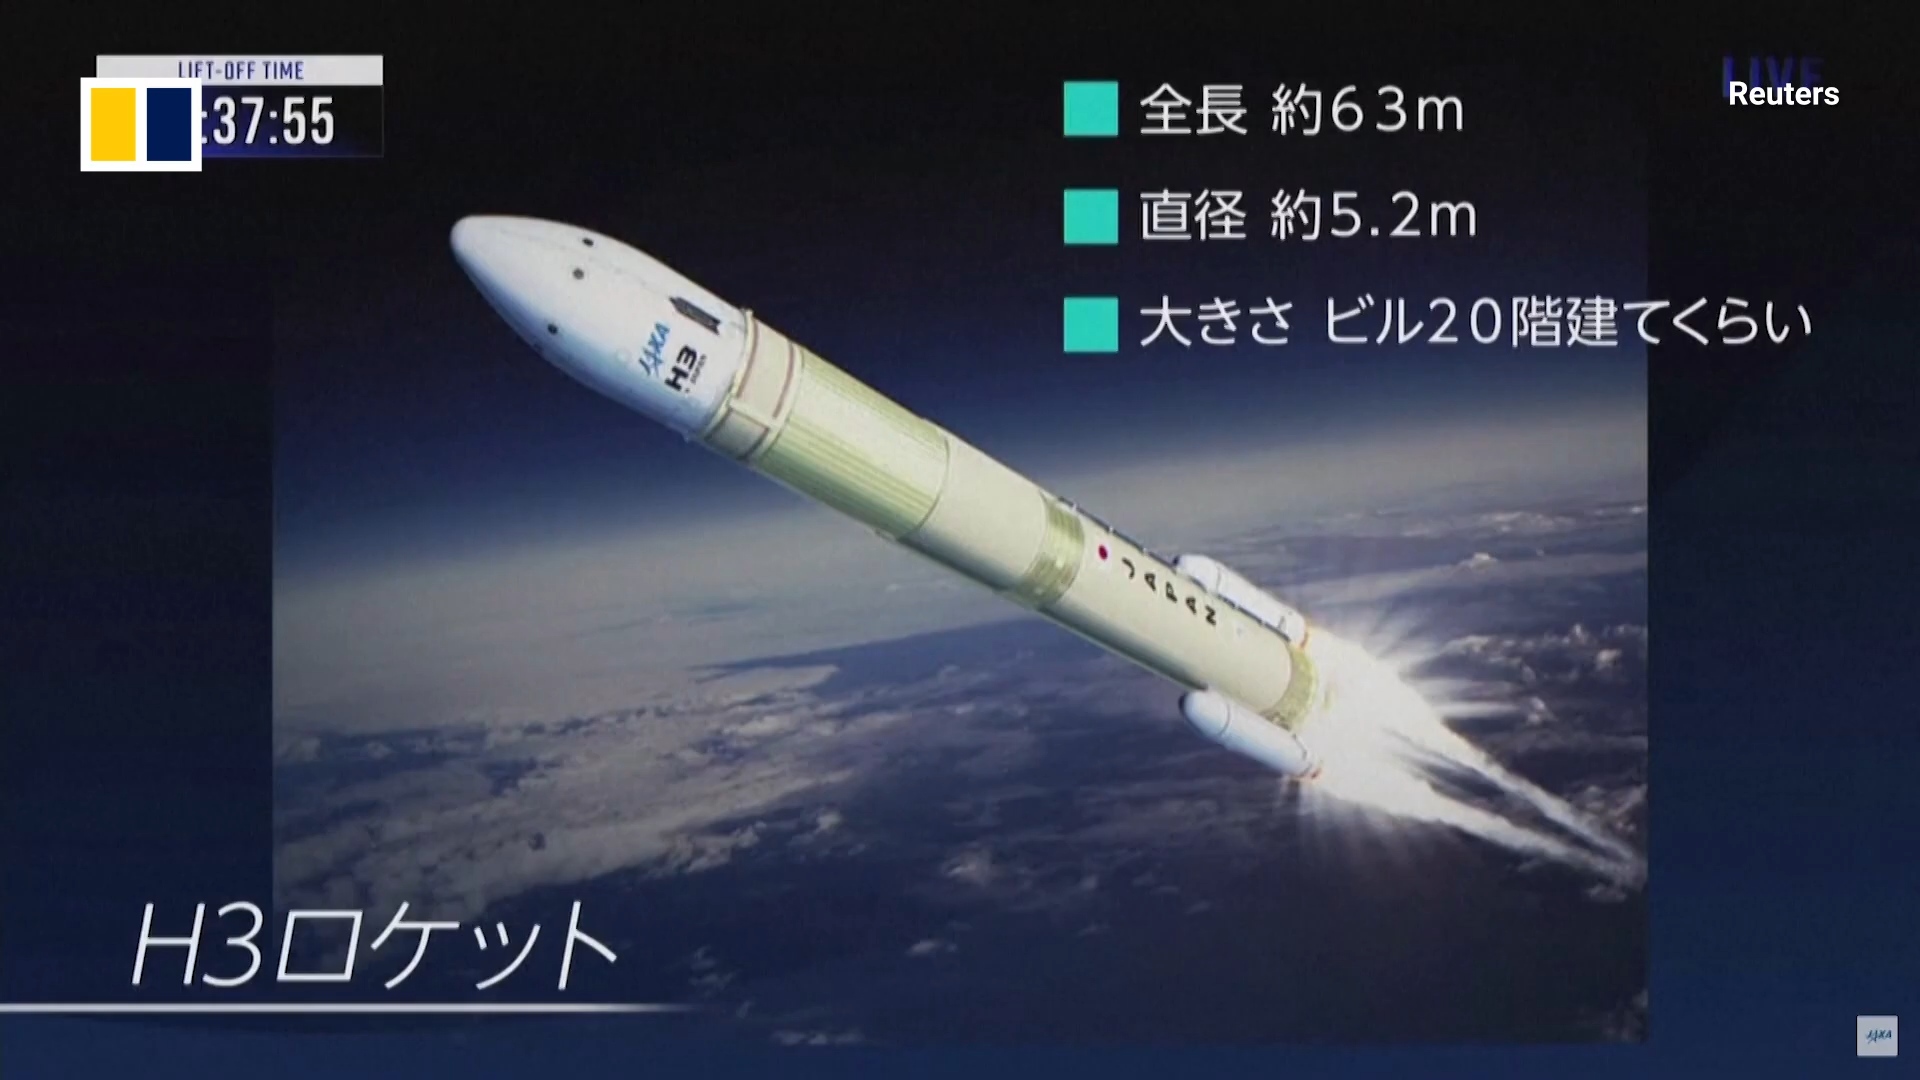 LIFT-OFF TIME
:37:55
LIVE
Reuters
全長 約63m
直径 約5.2m
大きさ ビル20階建てくらい
JAXA
H3
JAPAN
H3ロケット
JAXA